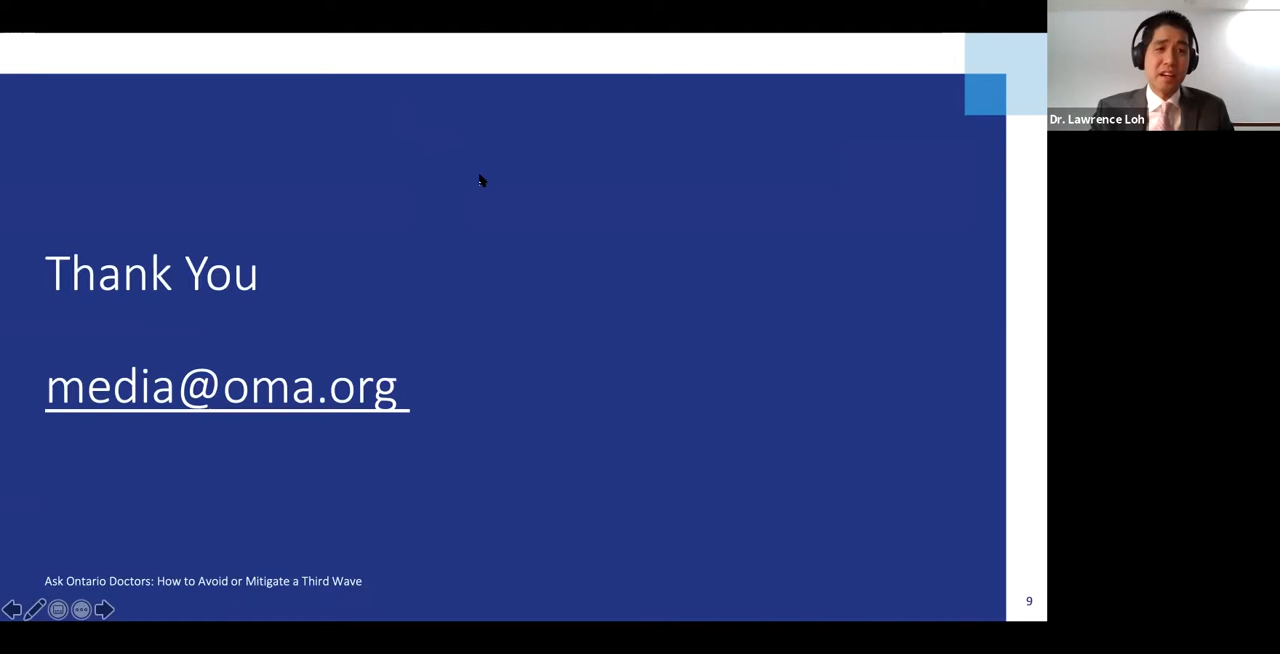 Thank You
media@oma.org
Ask Ontario Doctors: How to Avoid or Mitigate a Third Wave
9
Dr. Lawrence Loh